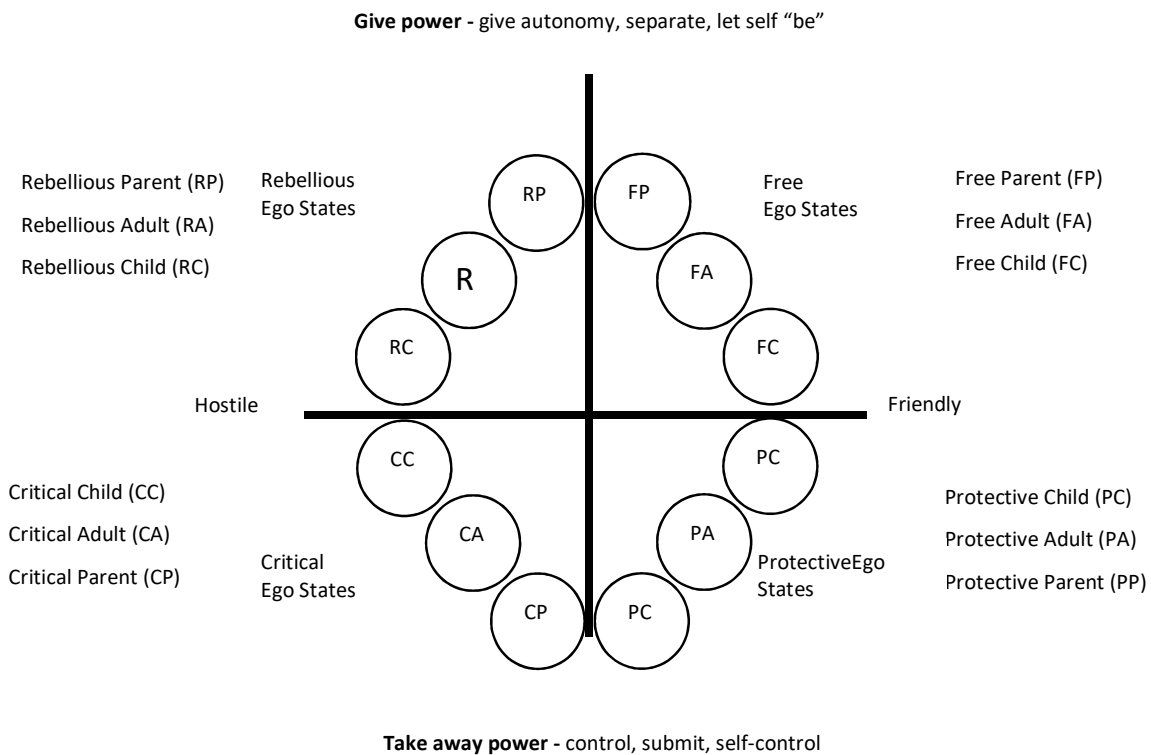 Give power - give autonomy, separate, let self “be”
Rebellious Parent (RP)
Rebellious Adult (RA)
Rebellious Child (RC)
Rebellious
Ego States
RP
FP
R
FA
RC
FC
Free
Ego States
Free Parent (FP)
Free Adult (FA)
Free Child (FC)
Hostile
Friendly
CC
PC
CA
PA
CP
PC
Critical Child (CC)
Critical Adult (CA)
Critical Parent (CP)
Critical
Ego States
ProtectiveEgo
States
Protective Child (PC)
Protective Adult (PA)
Protective Parent (PP)
Take away power - control, submit, self-control